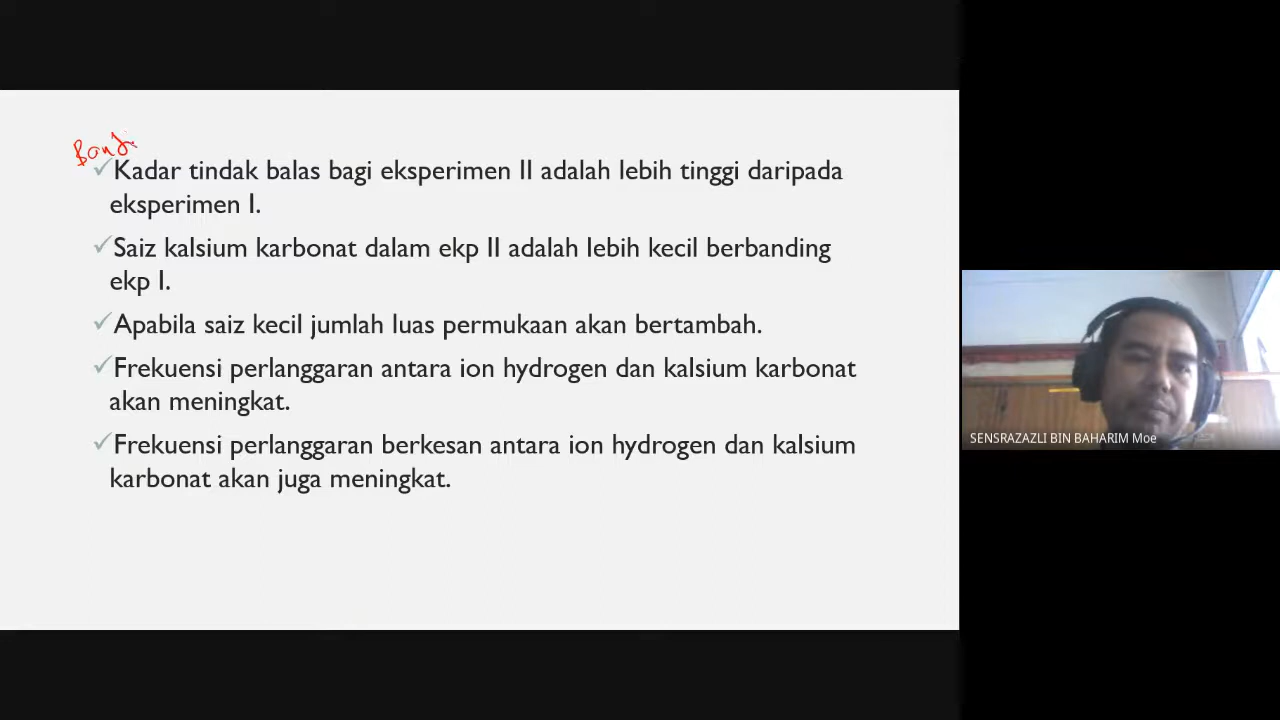 Kadar tindak balas bagi eksperimen II adalah lebih tinggi daripada
eksperimen I.
Saiz kalsium karbonat dalam ekp II adalah lebih kecil berbanding
ekp I.
Apabila saiz kecil jumlah luas permukaan akan bertambah.
Frekuensi perlanggaran antara ion hydrogen dan kalsium karbonat
akan meningkat.
Frekuensi perlanggaran berkesan antara ion hydrogen dan kalsium
karbonat akan juga meningkat.
SENSRAZAZLI BIN BAHARIM Moe